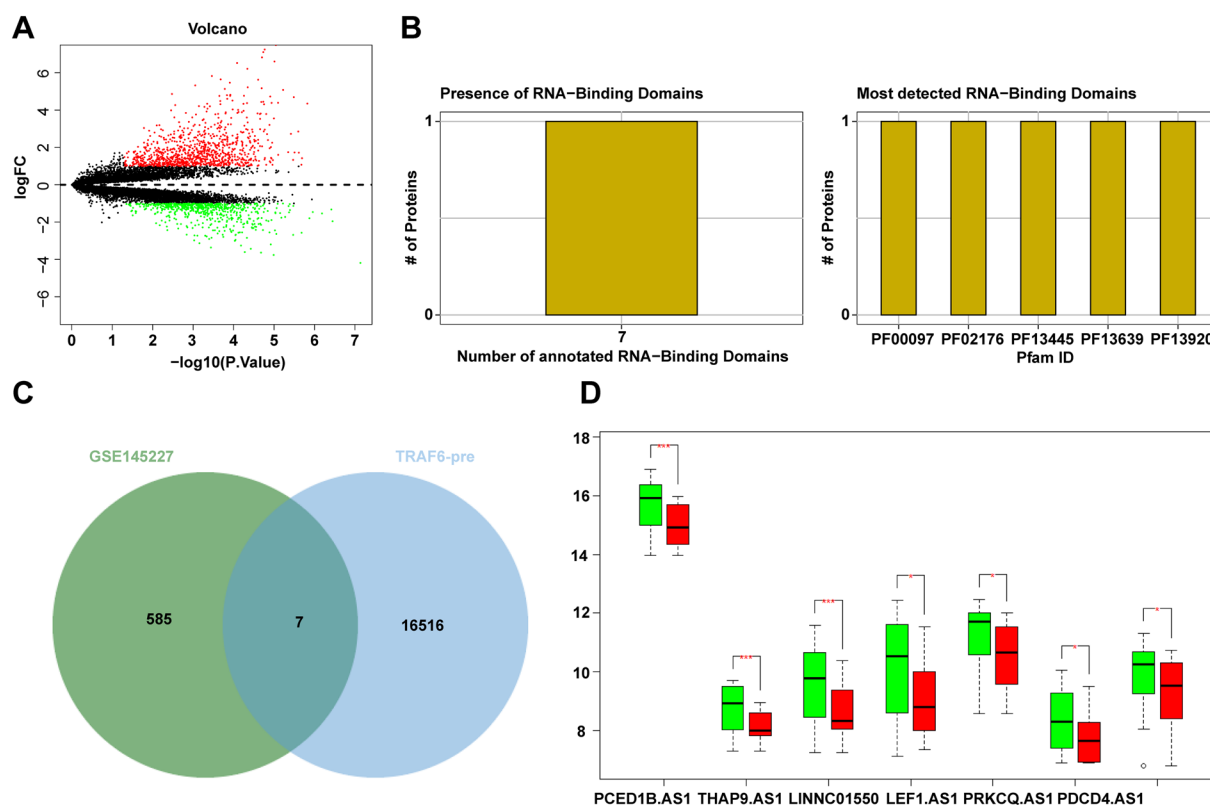 A
Volcano
logFC
6
4
2
0
−2
−4
−6
0 1 2 3 4 5 6 7
−log10(P.Value)
B
Presence of RNA−Binding Domains
# of Proteins
1
0
7
Number of annotated RNA−Binding Domains
Most detected RNA−Binding Domains
# of Proteins
1
0
PF00097 PF02176 PF13445 PF13639 PF13920
Pfam ID
C
GSE145227
TRAF6-pre
585
7
16516
D
18
16
14
12
10
8
***
***
***
*
*
*
*
PCED1B.AS1 THAP9.AS1 LINNC01550 LEF1.AS1 PRKCQ.AS1 PDCD4.AS1